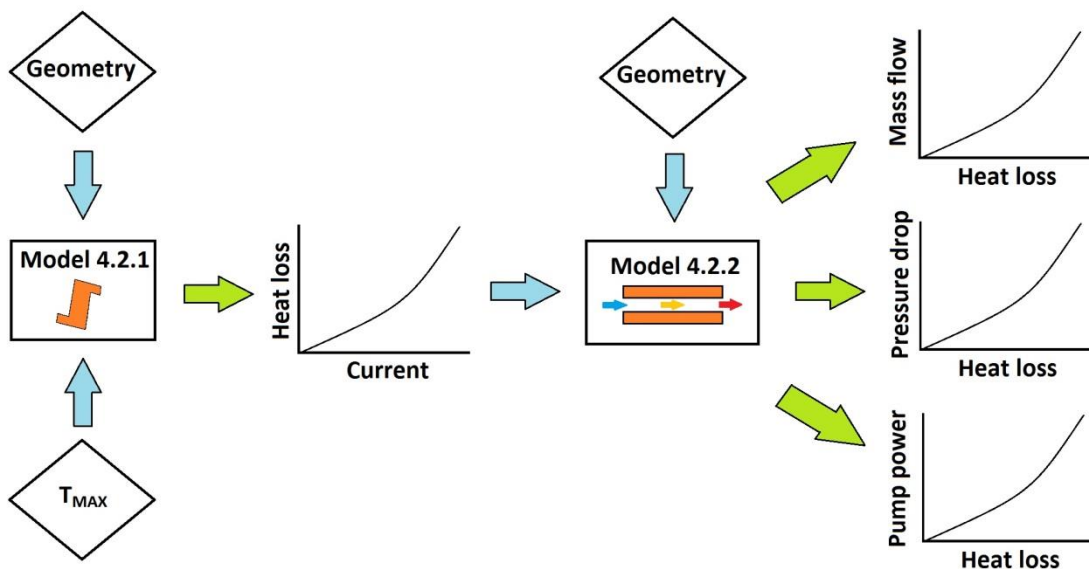 Geometry
Geometry
Mass flow
Heat loss
Model 4.2.1
Heat loss
Current
Model 4.2.2
Pressure drop
Heat loss
T_MAX
Pump power
Heat loss